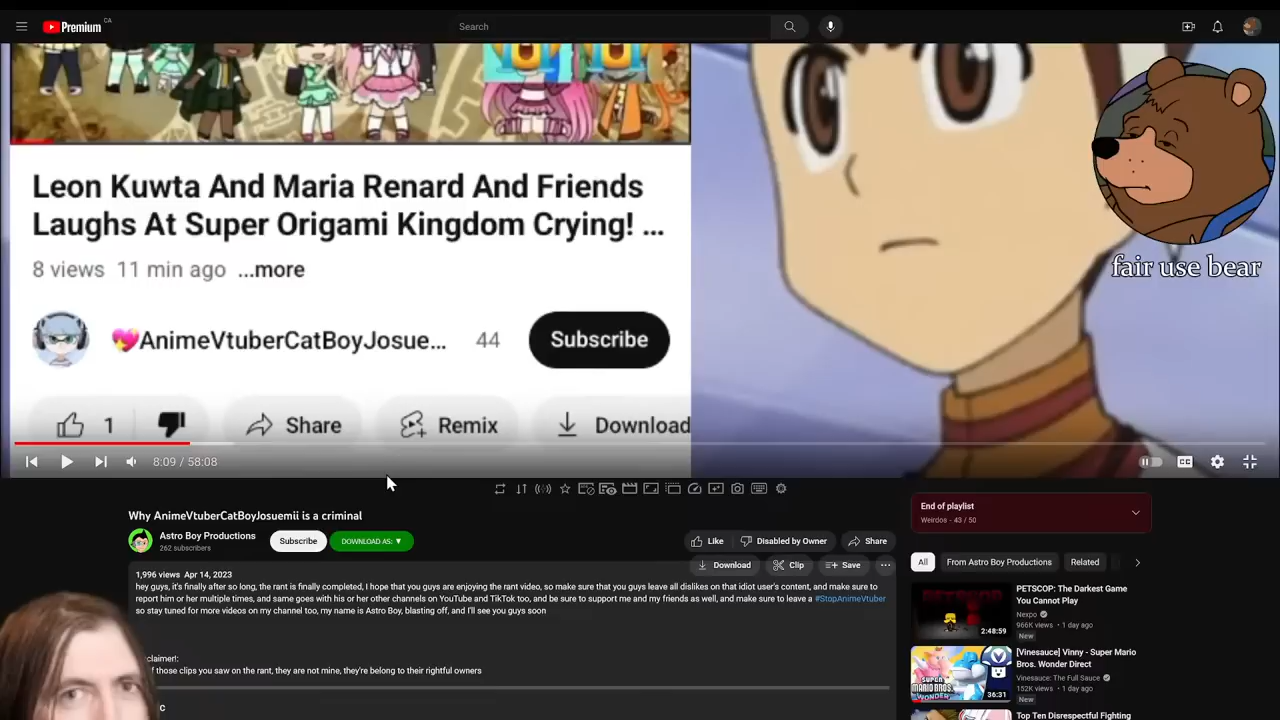 Premium CA
Search
Leon Kuwta And Maria Renard And Friends
Laughs At Super Origami Kingdom Crying! ...
8 views 11 min ago ...more
AnimeVtuberCatBoyJosue... 44 Subscribe
1 Share Remix Download
fair use bear
8:09 / 58:08
CC
Why AnimeVtuberCatBoyJosuemii is a criminal
Astro Boy Productions
262 subscribers
Subscribe
DOWNLOAD AS: ▼
Like Disabled by Owner Share
Download Clip Save ...
1,996 views Apr 14, 2023
hey guys, it's finally after so long, the rant is finally completed, I hope that you guys are enjoying the rant video, so make sure that you guys leave all dislikes on that idiot user's content, and make sure to
report him or her multiple times, and same goes with his or her other channels on YouTube and TikTok too, and be sure to support me and my friends as well, and make sure to leave a #StopAnimeVtuber
so stay tuned for more videos on my channel too, my name is Astro Boy, blasting off, and I'll see you guys soon
claimer!:
f those clips you saw on the rant, they are not mine, they're belong to their rightful owners
C
End of playlist
Weirdos - 43 / 50
All From Astro Boy Productions Related
PETSCOP
2:48:59
PETSCOP: The Darkest Game
You Cannot Play
Nexpo
966K views • 1 day ago
New
SUPER
MARIO BROS.
WONDER
36:31
[Vinesauce] Vinny - Super Mario
Bros. Wonder Direct
Vinesauce: The Full Sauce
152K views • 1 day ago
New
Top Ten Disrespectful Fighting